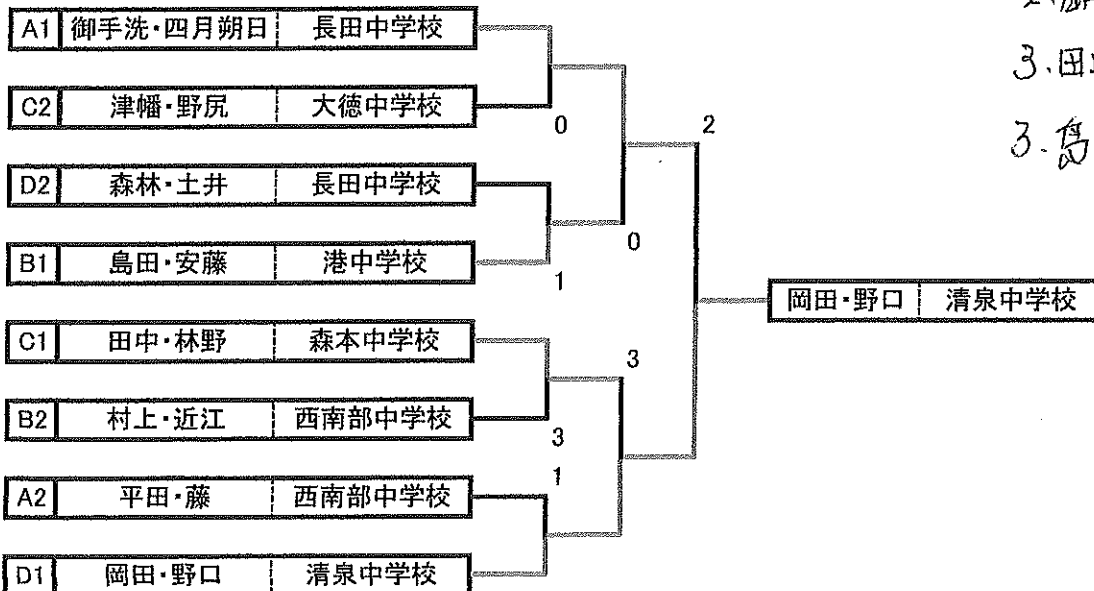 A1 御手洗・四月朔日 長田中学校
C2 津幡・野尻 大徳中学校
0
2
D2 森林・土井 長田中学校
0
B1 島田・安藤 港中学校
1
岡田・野口 清泉中学校
C1 田中・林野 森本中学校
3
B2 村上・近江 西南部中学校
3
1
A2 平田・藤 西南部中学校
D1 岡田・野口 清泉中学校
3.田
3.島